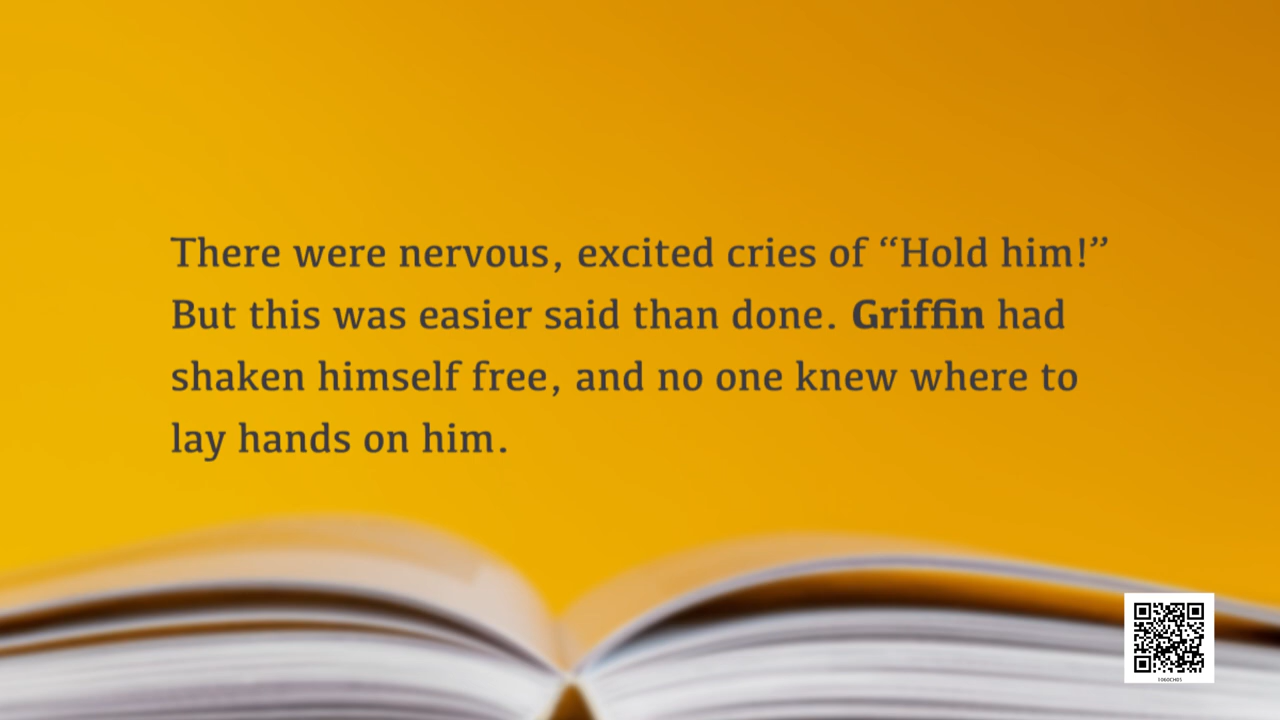 There were nervous, excited cries of “Hold him!”
But this was easier said than done. Griffin had
shaken himself free, and no one knew where to
lay hands on him.